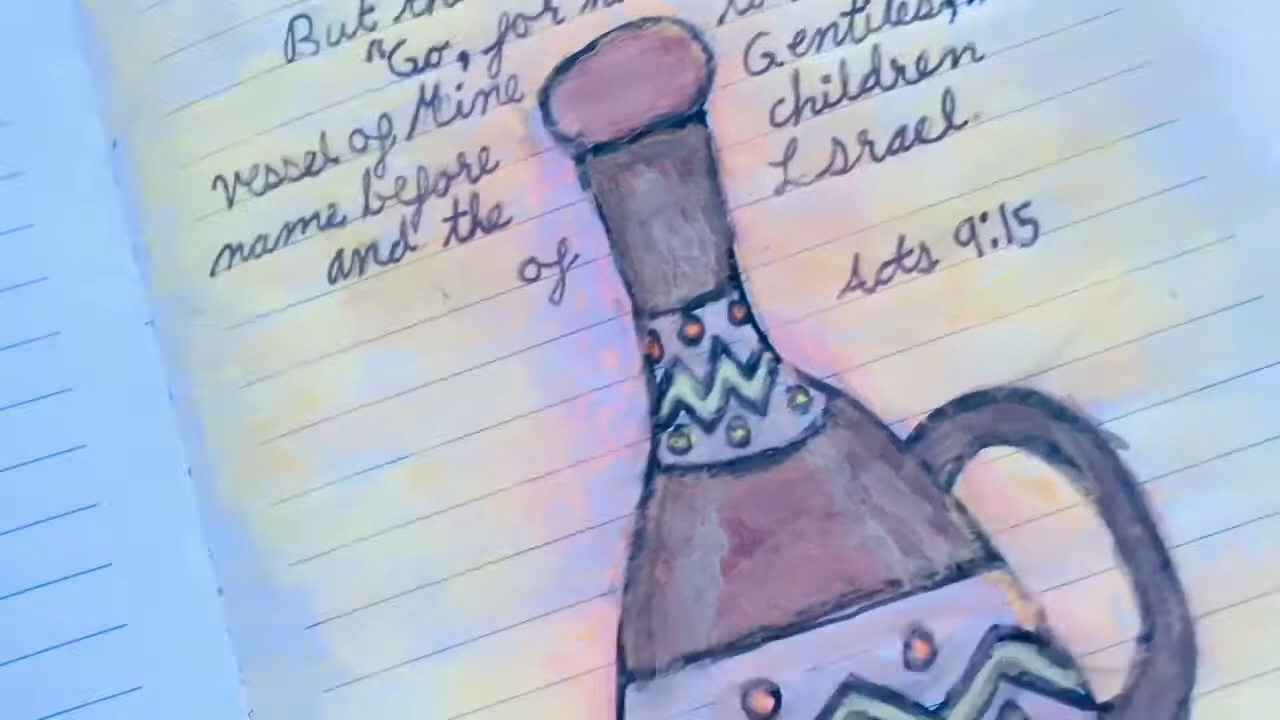 But
"Go, for
vessel of Mine
name before
and the
of
Gentiles,
children
Israel.
Acts 9:15